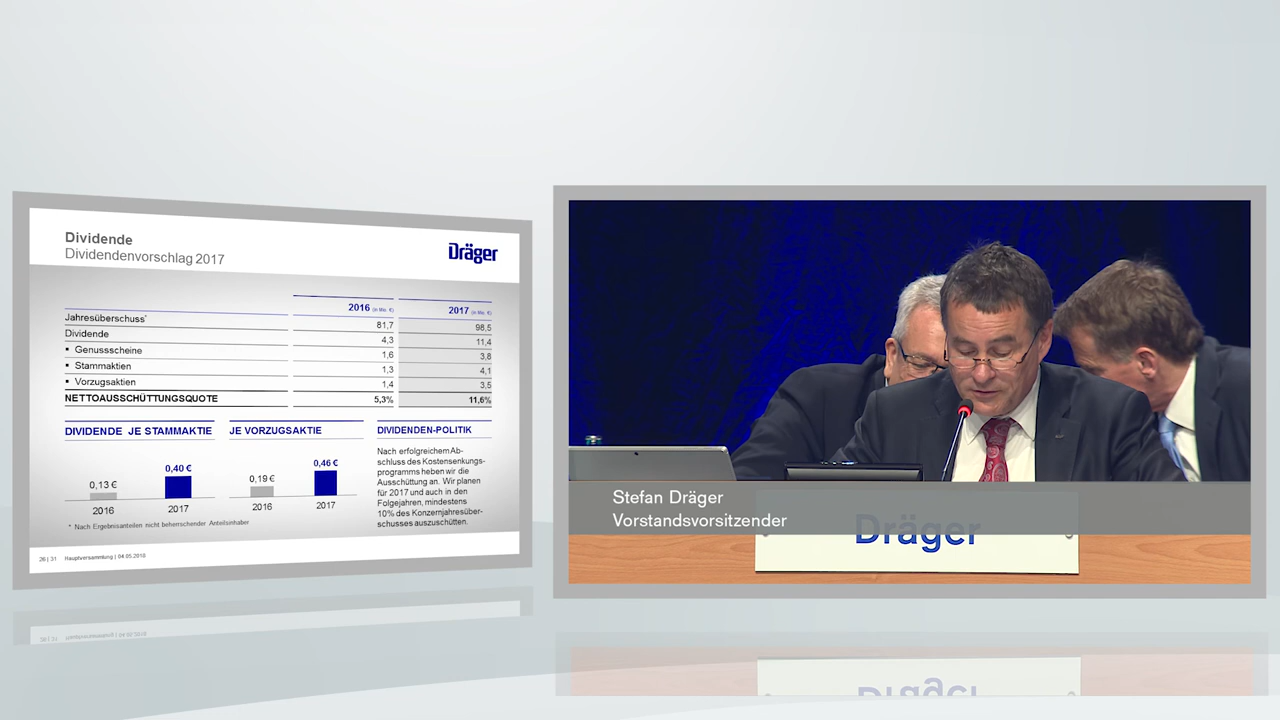 Dividende
Dividendenvorschlag 2017
Dräger
2016 (in Mio. €) 2017 (in Mio. €)
Jahresüberschuss* 81,7 98,5
Dividende 4,3 11,4
▪ Genussscheine 1,6 3,8
▪ Stammaktien 1,3 4,1
▪ Vorzugsaktien 1,4 3,5
NETTOAUSSCHÜTTUNGSQUOTE 5,3% 11,6%
DIVIDENDE JE STAMMAKTIE
0,13 € 0,40 €
2016 2017
JE VORZUGSAKTIE
0,19 € 0,46 €
2016 2017
DIVIDENDEN-POLITIK
Nach erfolgreichem Ab-
schluss des Kostensenkungs-
programms heben wir die
Ausschüttung an. Wir planen
für 2017 und auch in den
Folgejahren, mindestens
10% des Konzernjahresüber-
schusses auszuschütten.
* Nach Ergebnisanteilen nicht beherrschender Anteilsinhaber
26 | 31 Hauptversammlung | 04.05.2018
Stefan Dräger
Vorstandsvorsitzender
Dräger